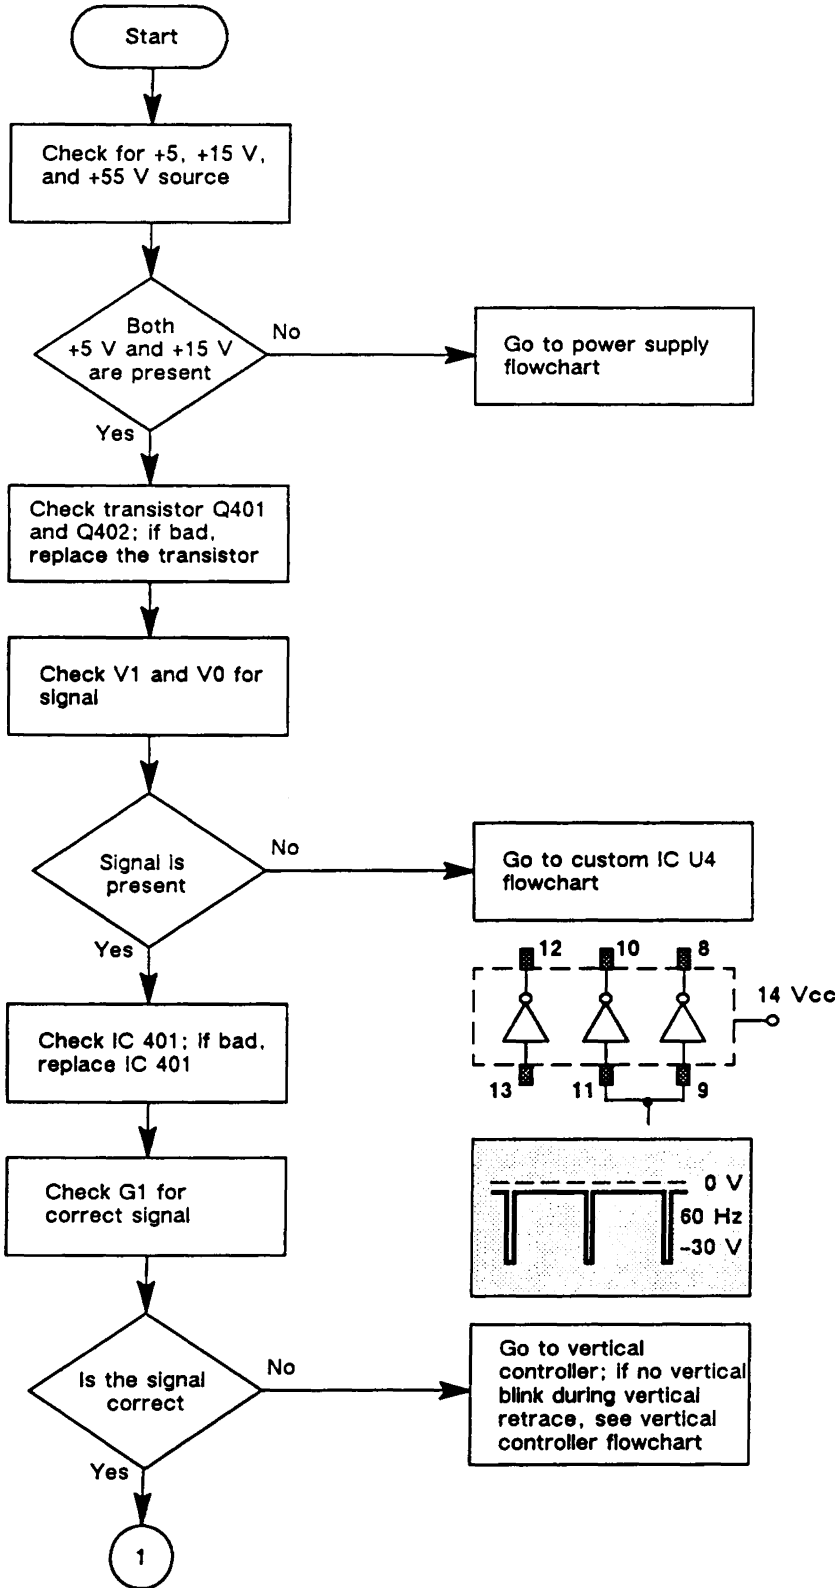 Start
Check for +5, +15 V,
and +55 V source
Both
+5 V and +15 V
are present
No
Go to power supply
flowchart
Yes
Check transistor Q401
and Q402; if bad,
replace the transistor
Check V1 and V0 for
signal
Signal is
present
No
Go to custom IC U4
flowchart
Yes
12
10
8
14 Vcc
13
11
9
Check IC 401; if bad,
replace IC 401
Check G1 for
correct signal
0 V
60 Hz
-30 V
Is the signal
correct
No
Go to vertical
controller; if no vertical
blink during vertical
retrace, see vertical
controller flowchart
Yes
1